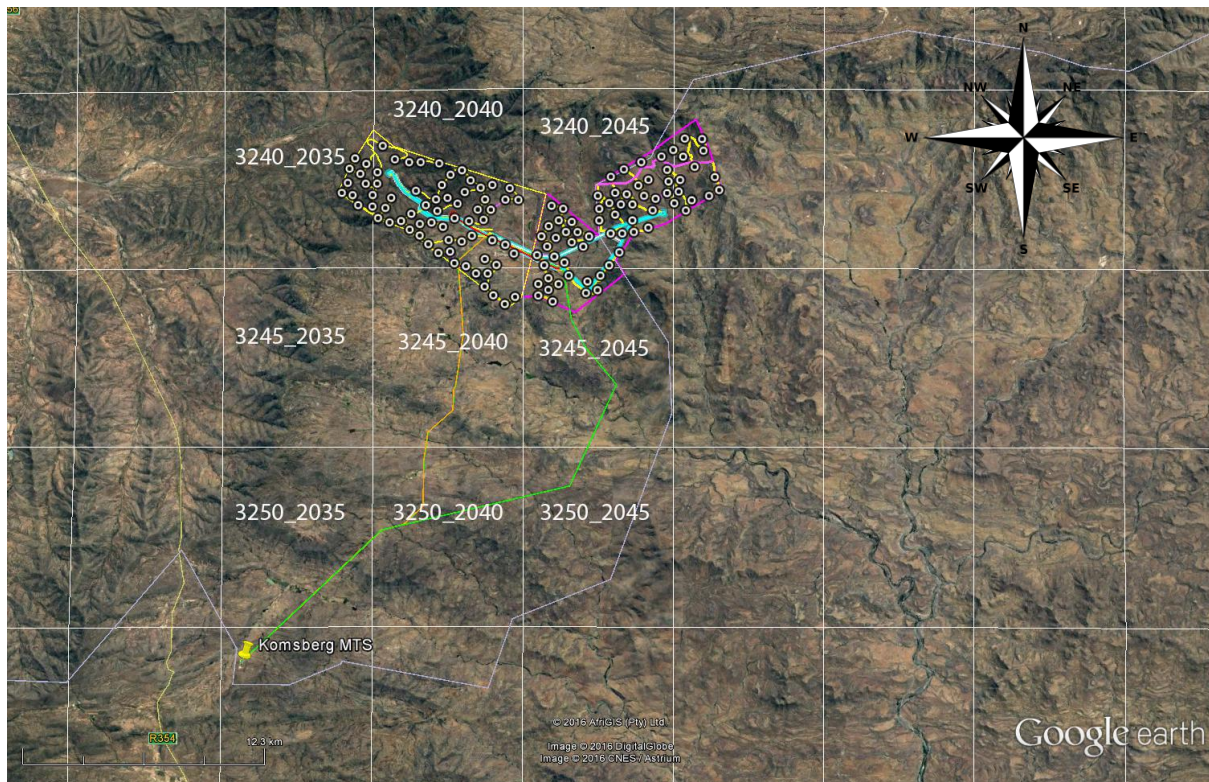 N
NW
NE
3240_2040
3240_2045
W
E
3240_2035
SW
SE
S
3245_2035
3245_2040
3245_2045
3250_2035
3250_2040
3250_2045
Komsberg MTS
© 2016 AfriGIS (Pty) Ltd.
R354
12.3 km
Image © 2016 DigitalGlobe
Image © 2016 CNES / Astrium
Google earth